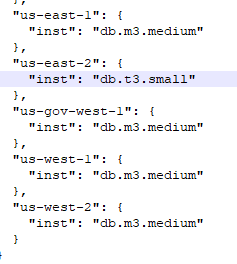 },
"us-east-1": {
"inst": "db.m3.medium"
},
"us-east-2": {
"inst": "db.t3.small"
},
"us-gov-west-1": {
"inst": "db.m3.medium"
},
"us-west-1": {
"inst": "db.m3.medium"
},
"us-west-2": {
"inst": "db.m3.medium"
}
}